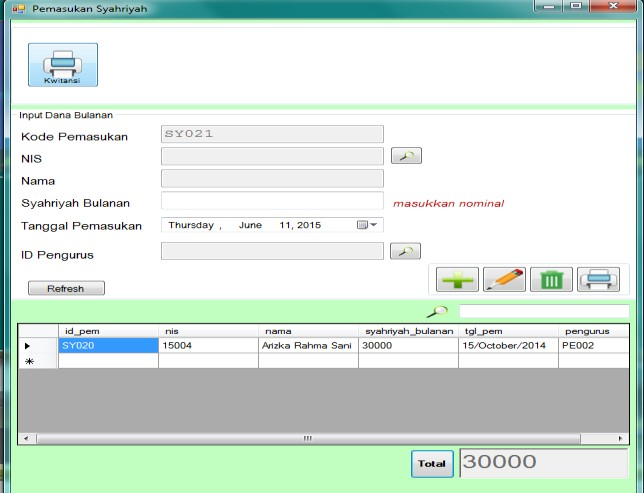 Pemasukan Syahriyah
Kwitansi
Input Dana Bulanan
Kode Pemasukan SY021
NIS
Nama
Syahriyah Bulanan masukkan nominal
Tanggal Pemasukan Thursday , June 11, 2015
ID Pengurus
Refresh
id_pem nis nama syahriyah_bulanan tgl_pem pengurus
SY020 15004 Arizka Rahma Sani 30000 15/October/2014 PE002
Total 30000